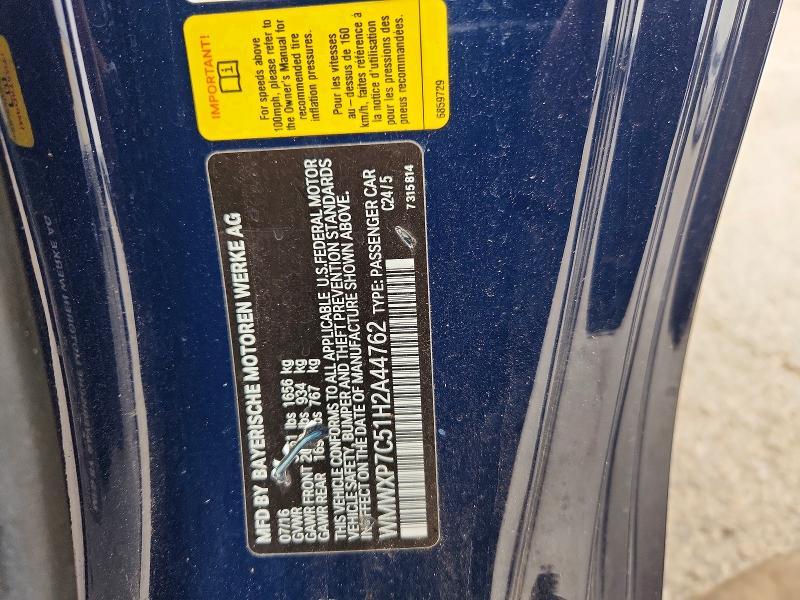 IMPORTANT!
For speeds above
100mph, please refer to
the Owner's Manual for
recommended tire
inflation pressures.
Pour les vitesses
au - dessus de 160
km/h, faites référence à
la notice d'utilisation
pour les pressions des
pneus recommandées.
6859729
MFD BY BAYERISCHE MOTOREN WERKE AG
07/16
GVWR lbs 1656 kg
GAWR FRONT lbs 934 kg
GAWR REAR 767 kg
THIS VEHICLE CONFORMS TO ALL APPLICABLE U.S. FEDERAL MOTOR
VEHICLE SAFETY, BUMPER AND THEFT PREVENTION STANDARDS
IN EFFECT ON THE DATE OF MANUFACTURE SHOWN ABOVE.
WMWXP7C51H2A44762 TYPE: PASSENGER CAR
C24/5
7315814